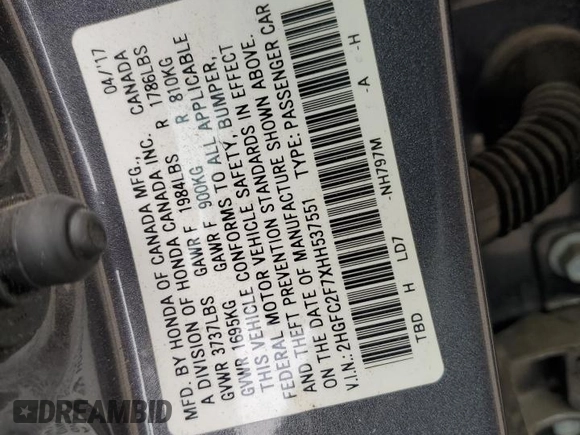 MFD. BY HONDA OF CANADA MFG., 04/'17
A DIVISION OF HONDA CANADA INC. CANADA
GVWR 3737LBS GAWR F 1984LBS R 1786LBS
GVWR 1695KG GAWR F 900KG R 810KG
THIS VEHICLE CONFORMS TO ALL APPLICABLE
FEDERAL MOTOR VEHICLE SAFETY, BUMPER,
AND THEFT PREVENTION STANDARDS IN EFFECT
ON THE DATE OF MANUFACTURE SHOWN ABOVE.
V.I.N.: 2HGFC2F7XHH537551 TYPE: PASSENGER CAR
TBD H LD7 -NH797M -A -H
DREAMBID